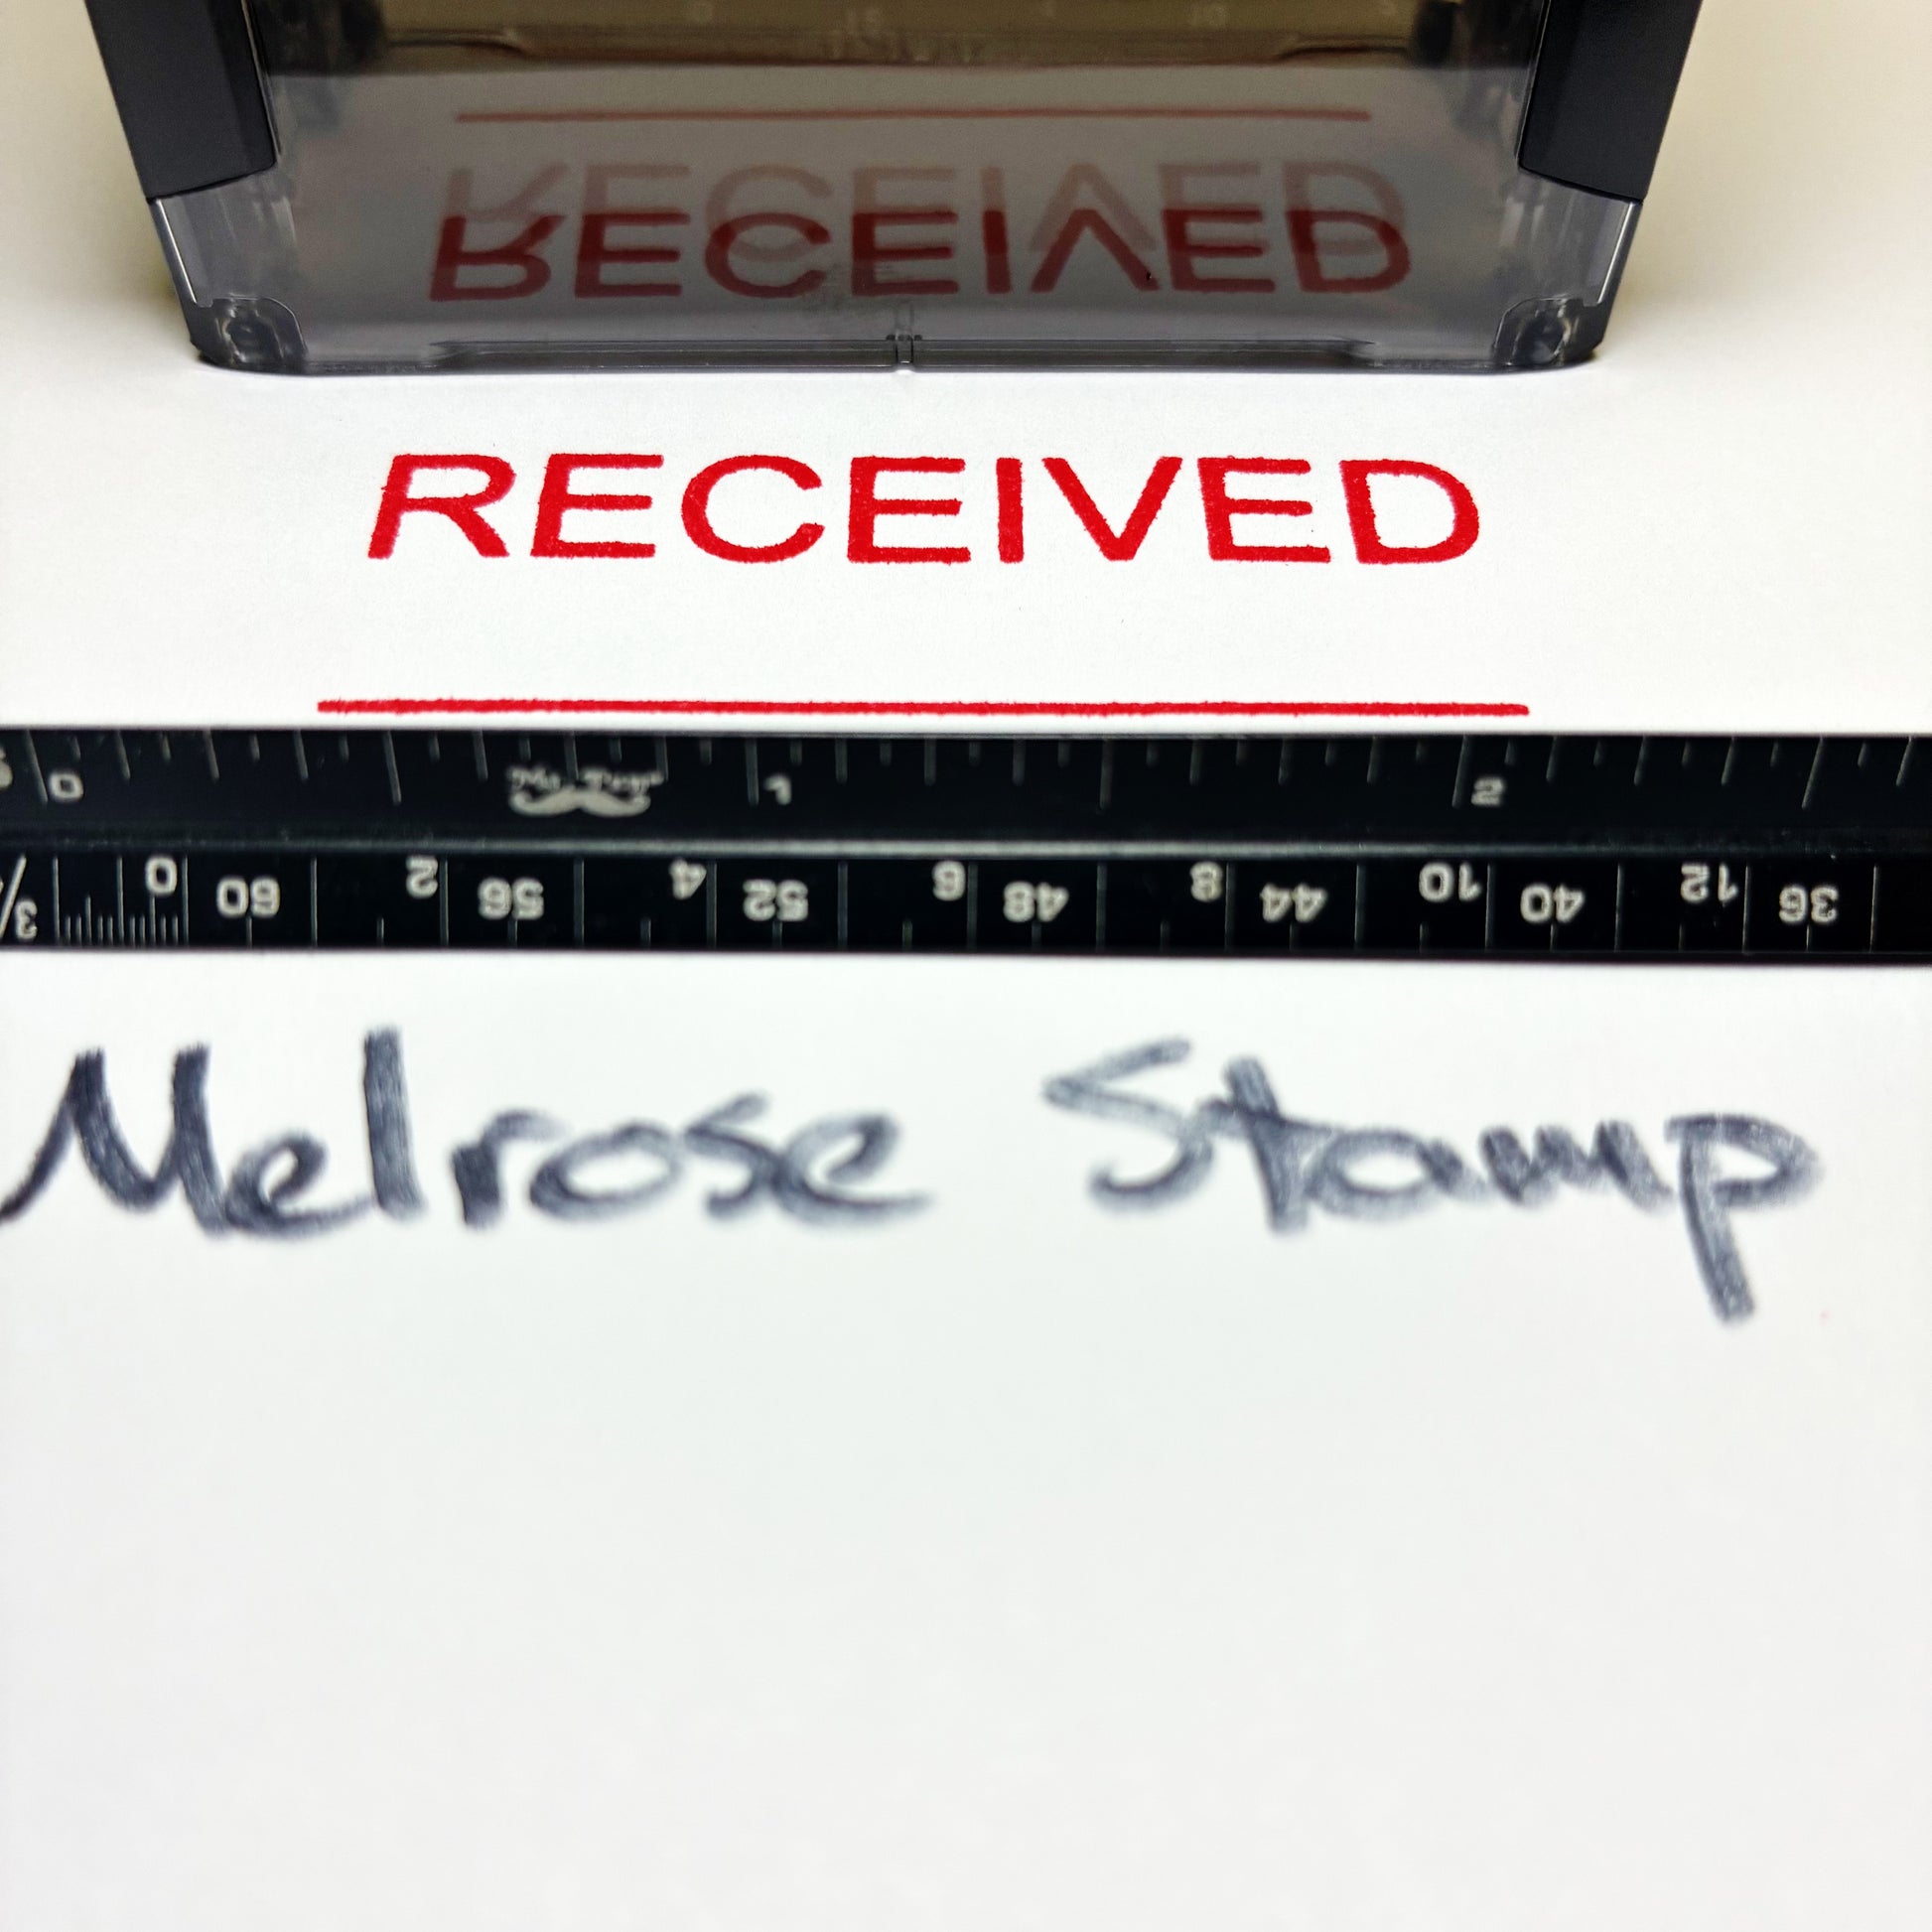 RECEIVED
RECEIVED
0 1 2
0 60 2 56 4 52 6 48 8 44 10 40 12 36
Melrose Stamp